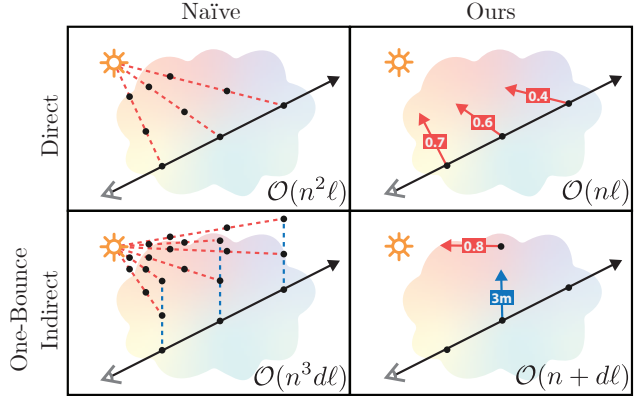 Naïve Ours
Direct
0.4
0.6
0.7
𝒪(n²ℓ) 𝒪(nℓ)
One-Bounce
Indirect
0.8
3m
𝒪(n³dℓ) 𝒪(n + dℓ)